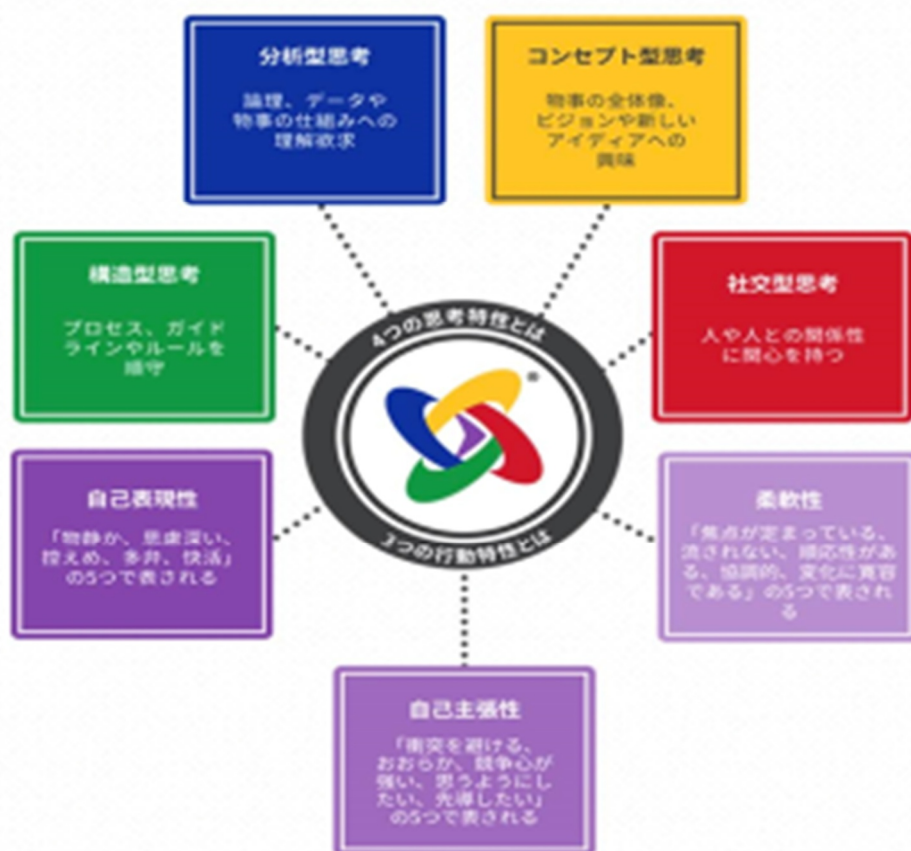 分析型思考
論理、データや
物事の仕組みへの
理解欲求
コンセプト型思考
物事の全体像、
ビジョンや新しい
アイディアへの
興味
構造型思考
プロセス、ガイド
ラインやルールを
順守
社交型思考
人や人との関係性
に関心を持つ
4つの思考特性とは
®
3つの行動特性とは
自己表現性
「物静か、思慮深い、
控えめ、多弁、快活」
の5つで表される
柔軟性
「焦点が定まっている、
流されない、順応性があ
る、協調的、変化に寛容
である」の5つで表され
る
自己主張性
「衝突を避ける、
おおらか、競争心が
強い、思うようにし
たい、先導したい」
の5つで表される